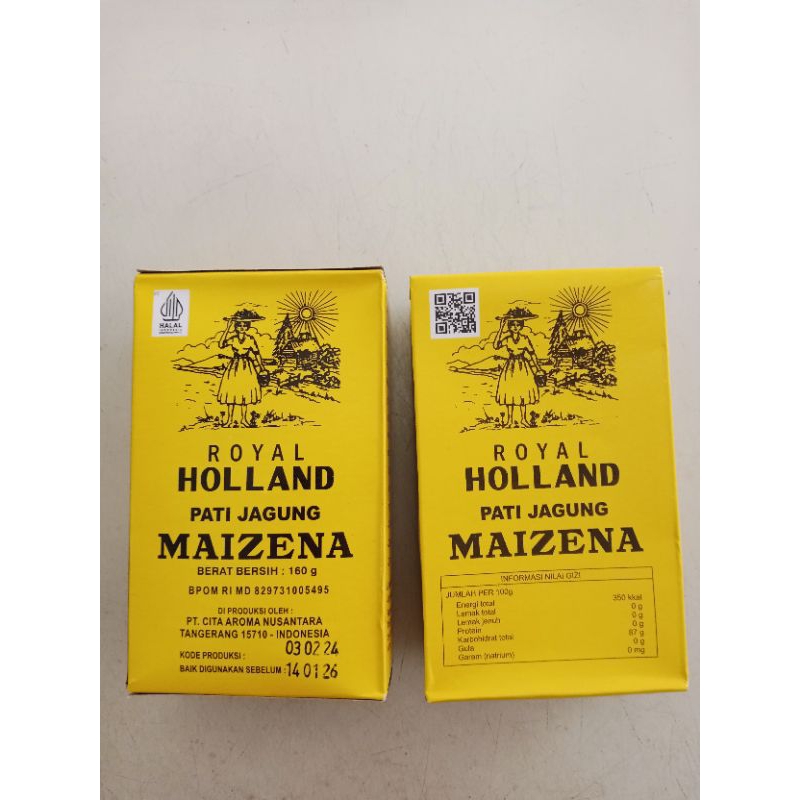 HALAL
INDONESIA
ROYAL
HOLLAND
PATI JAGUNG
MAIZENA
BERAT BERSIH : 160 g
BPOM RI MD 829731005495
DI PRODUKSI OLEH :
PT. CITA AROMA NUSANTARA
TANGERANG 15710 - INDONESIA
KODE PRODUKSI : 03 02 24
BAIK DIGUNAKAN SEBELUM : 14 01 26
ROYAL
HOLLAND
PATI JAGUNG
MAIZENA
INFORMASI NILAI GIZI
JUMLAH PER 100g
Energi total 350 kkal
Lemak total 0 g
Lemak jenuh 0 g
Protein 0 g
Karbohidrat total 87 g
Gula 0 g
Garam (natrium) 0 mg